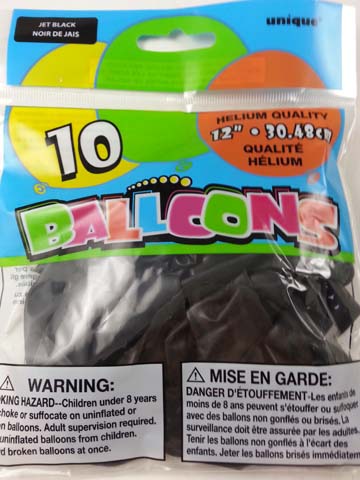 JET BLACK
NOIR DE JAIS
unique
10
HELIUM QUALITY
12" • 30.48cm
QUALITÉ
HÉLIUM
BALLOONS
WARNING:
KING HAZARD--Children under 8 years
choke or suffocate on uninflated or
en balloons. Adult supervision required.
uninflated balloons from children.
rd broken balloons at once.
MISE EN GARDE:
DANGER D'ÉTOUFFEMENT-Les enfants de
moins de 8 ans peuvent s'étouffer ou suffoquer
avec des ballons non gonflés ou brisés. La
surveillance doit être assurée par les adultes.
Tenir les ballons non gonflés à l'écart des
enfants. Jeter les ballons immédiatem